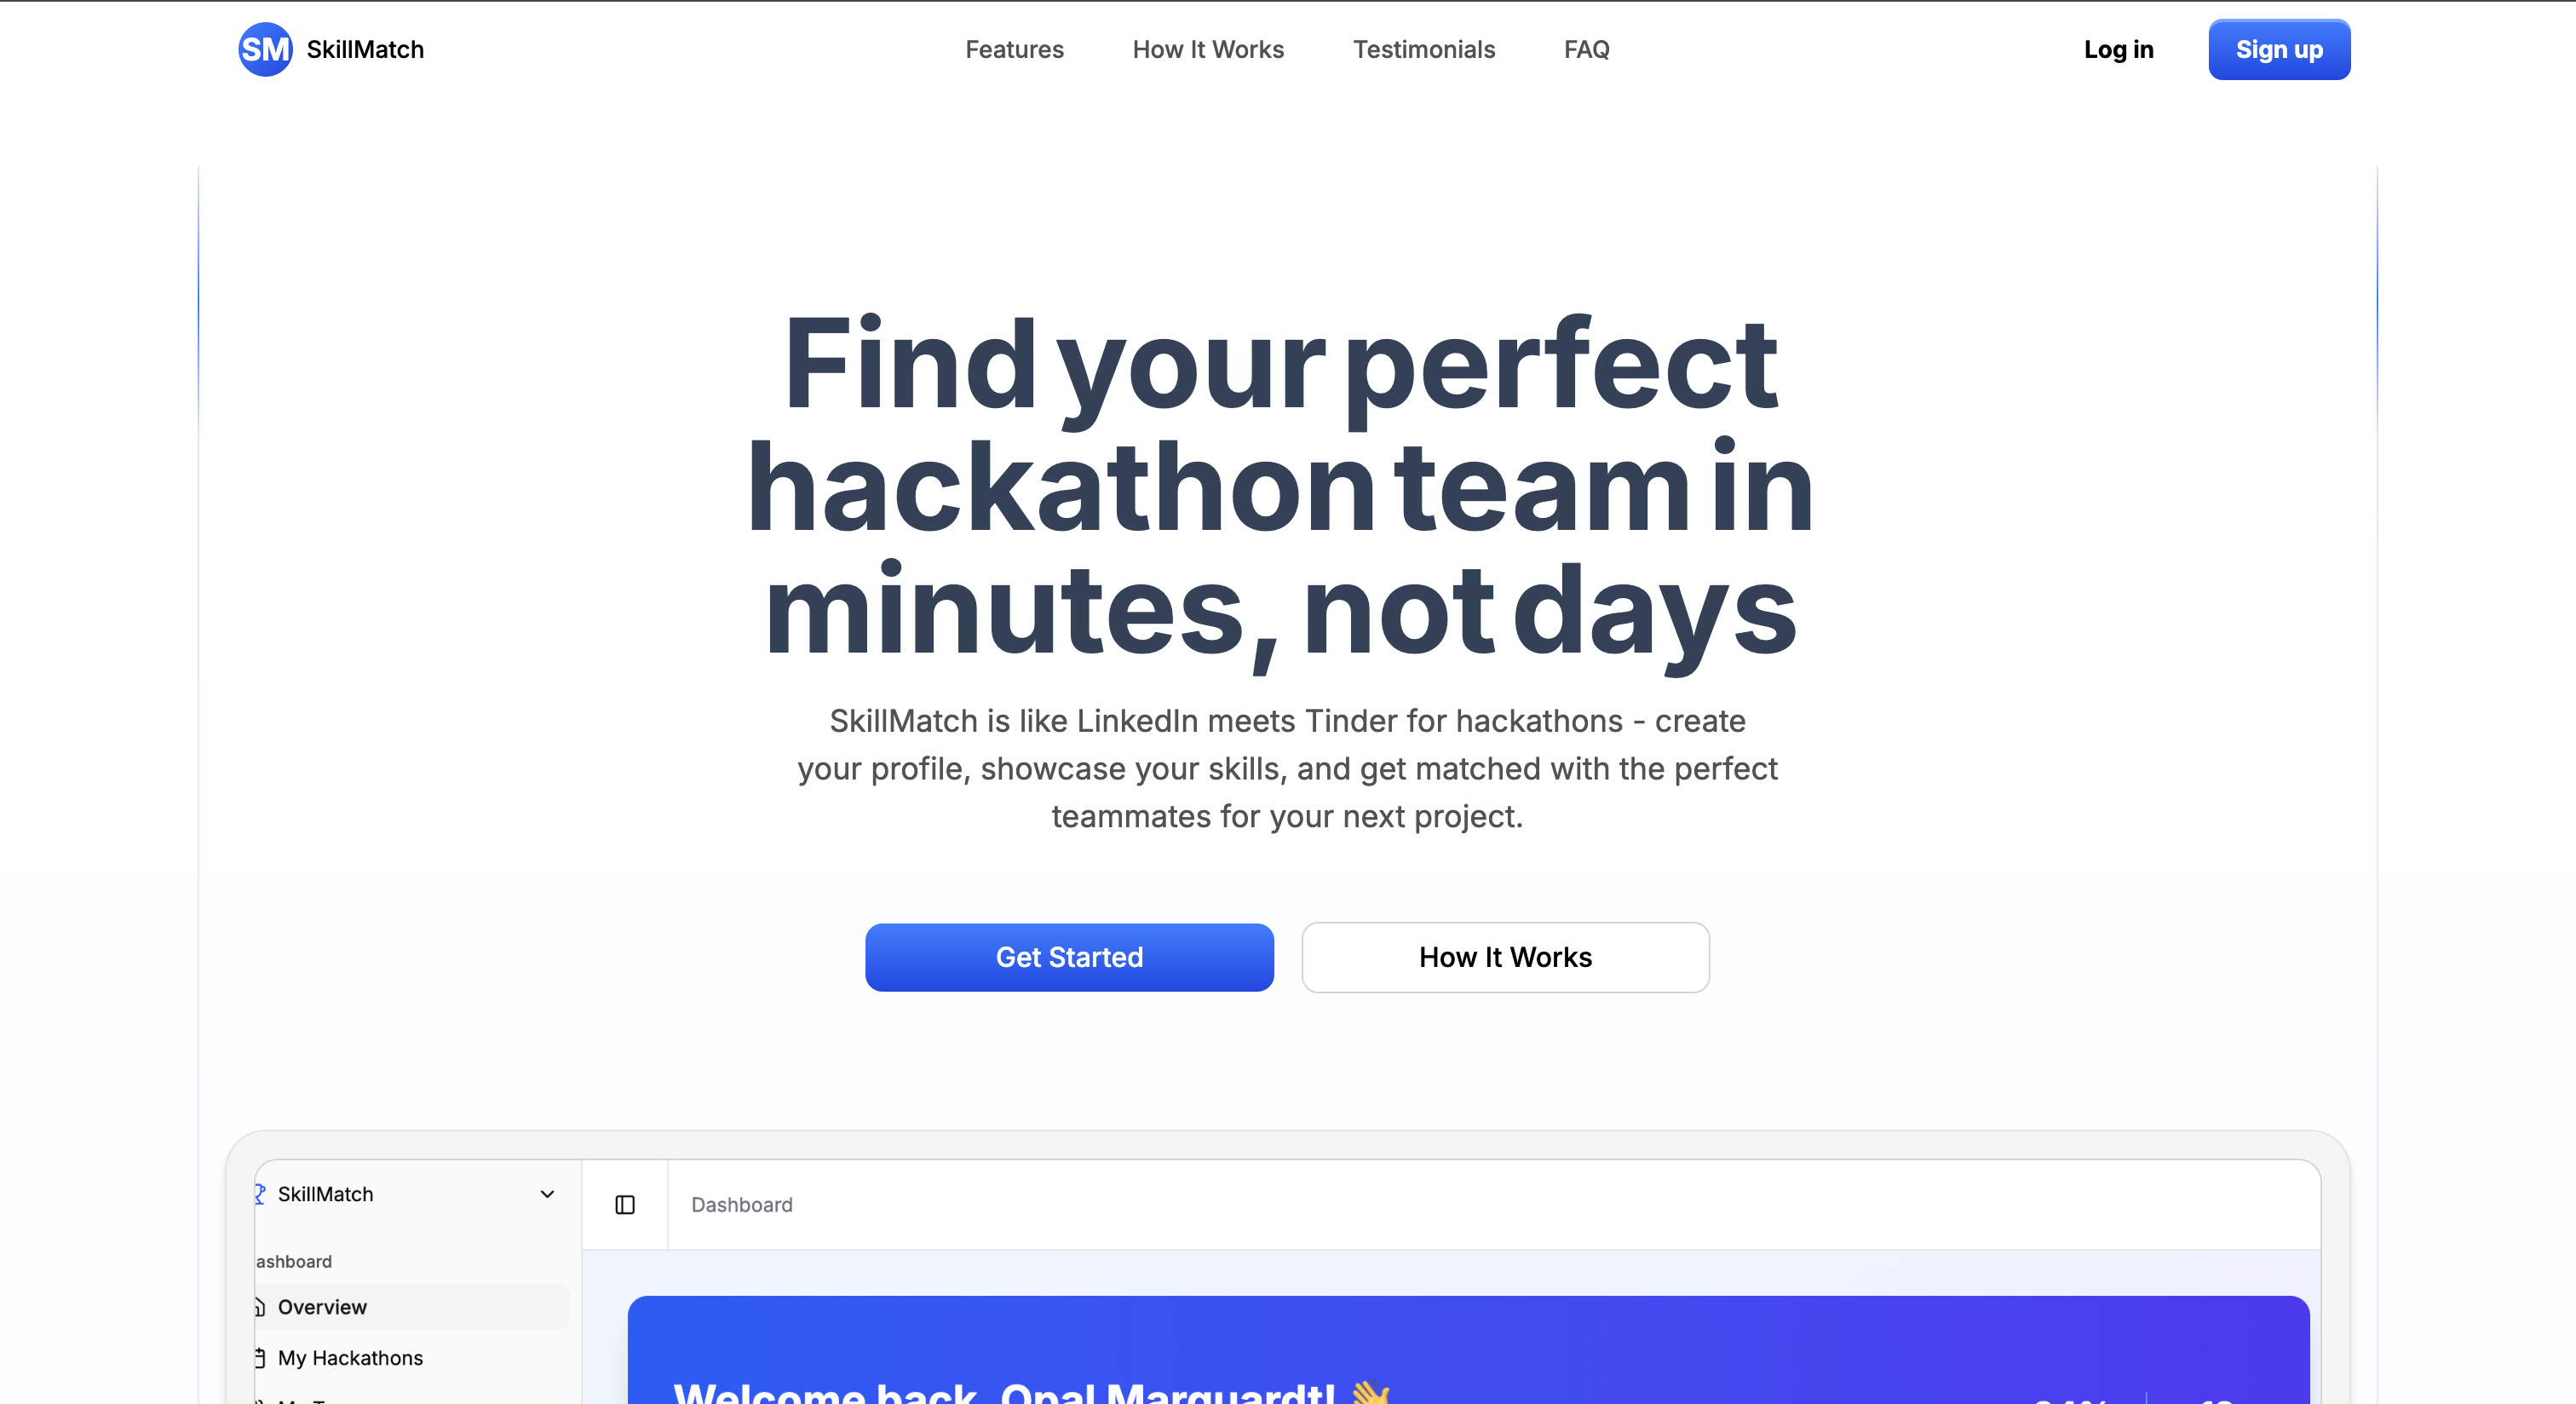 SM SkillMatch
Features
How It Works
Testimonials
FAQ
Log in
Sign up
Find your perfect
hackathon team in
minutes, not days
SkillMatch is like LinkedIn meets Tinder for hackathons - create
your profile, showcase your skills, and get matched with the perfect
teammates for your next project.
Get Started
How It Works
SkillMatch
Dashboard
ashboard
Overview
My Hackathons
Welcome back, Opal Marquardt! 👋